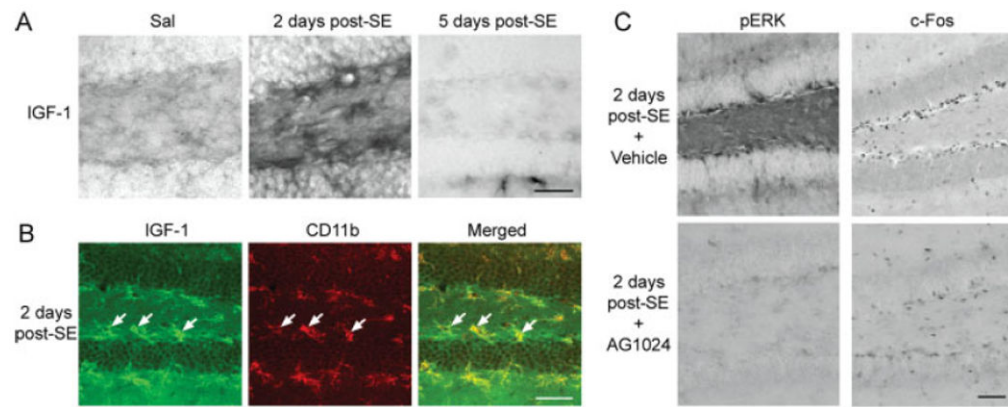 A
Sal
2 days post-SE
5 days post-SE
IGF-1
B
IGF-1
CD11b
Merged
2 days
post-SE
C
pERK
c-Fos
2 days
post-SE
+
Vehicle
2 days
post-SE
+
AG1024